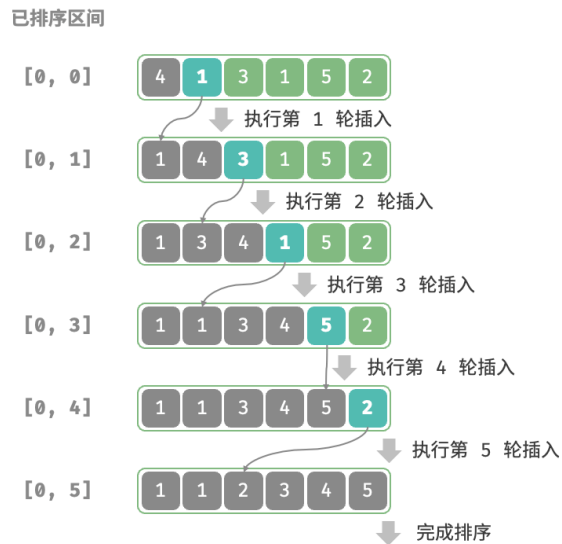 已排序区间
[0, 0] 4 1 3 1 5 2
执行第 1 轮插入
[0, 1] 1 4 3 1 5 2
执行第 2 轮插入
[0, 2] 1 3 4 1 5 2
执行第 3 轮插入
[0, 3] 1 1 3 4 5 2
执行第 4 轮插入
[0, 4] 1 1 3 4 5 2
执行第 5 轮插入
[0, 5] 1 1 2 3 4 5
完成排序